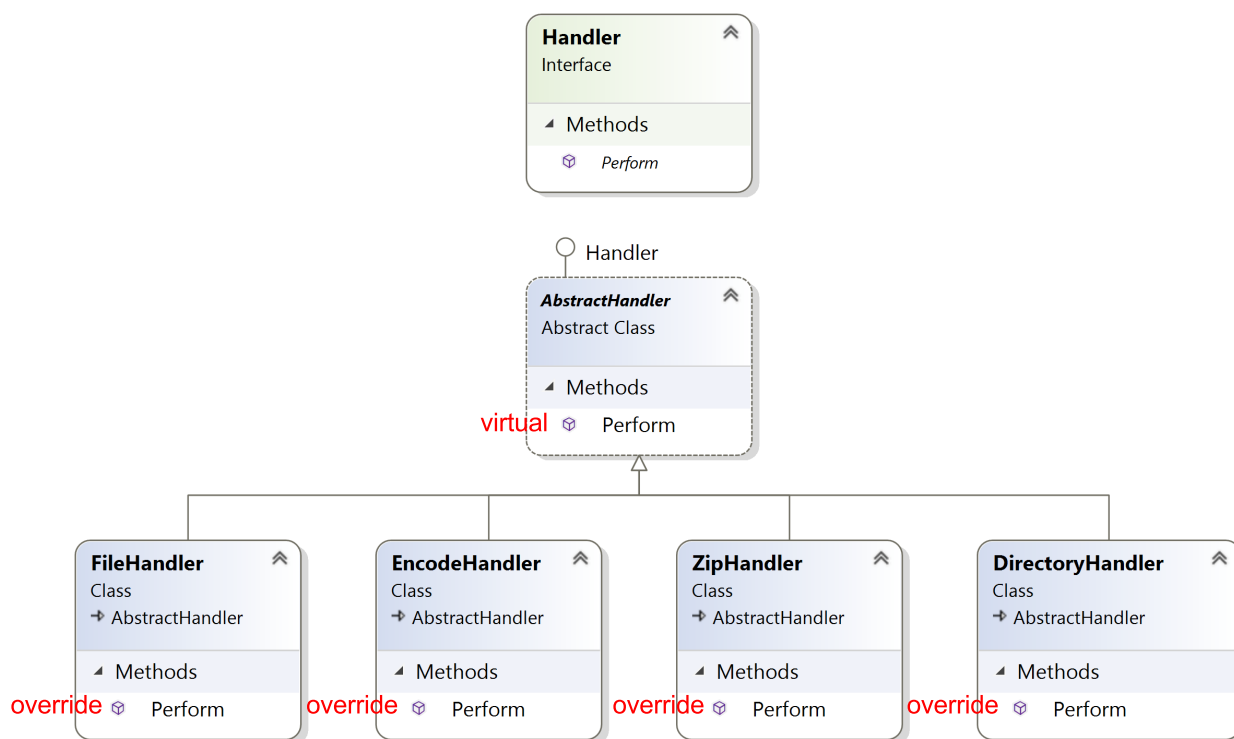 Handler
Interface
Methods
Perform
Handler
AbstractHandler
Abstract Class
Methods
virtual Perform
FileHandler
Class
AbstractHandler
Methods
override Perform
EncodeHandler
Class
AbstractHandler
Methods
override Perform
ZipHandler
Class
AbstractHandler
Methods
override Perform
DirectoryHandler
Class
AbstractHandler
Methods
override Perform